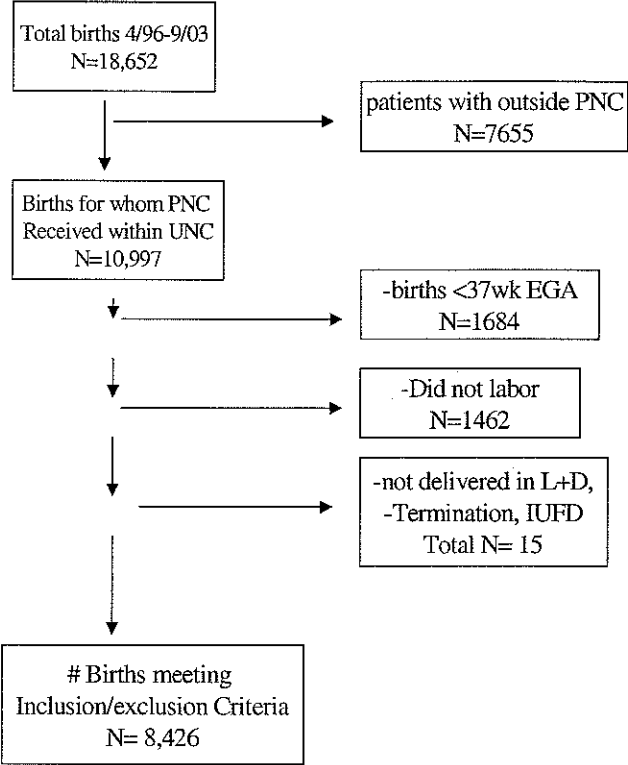 Total births 4/96-9/03
N=18,652
patients with outside PNC
N=7655
Births for whom PNC
Received within UNC
N=10,997
-births <37wk EGA
N=1684
-Did not labor
N=1462
-not delivered in L+D,
-Termination, IUFD
Total N= 15
# Births meeting
Inclusion/exclusion Criteria
N= 8,426